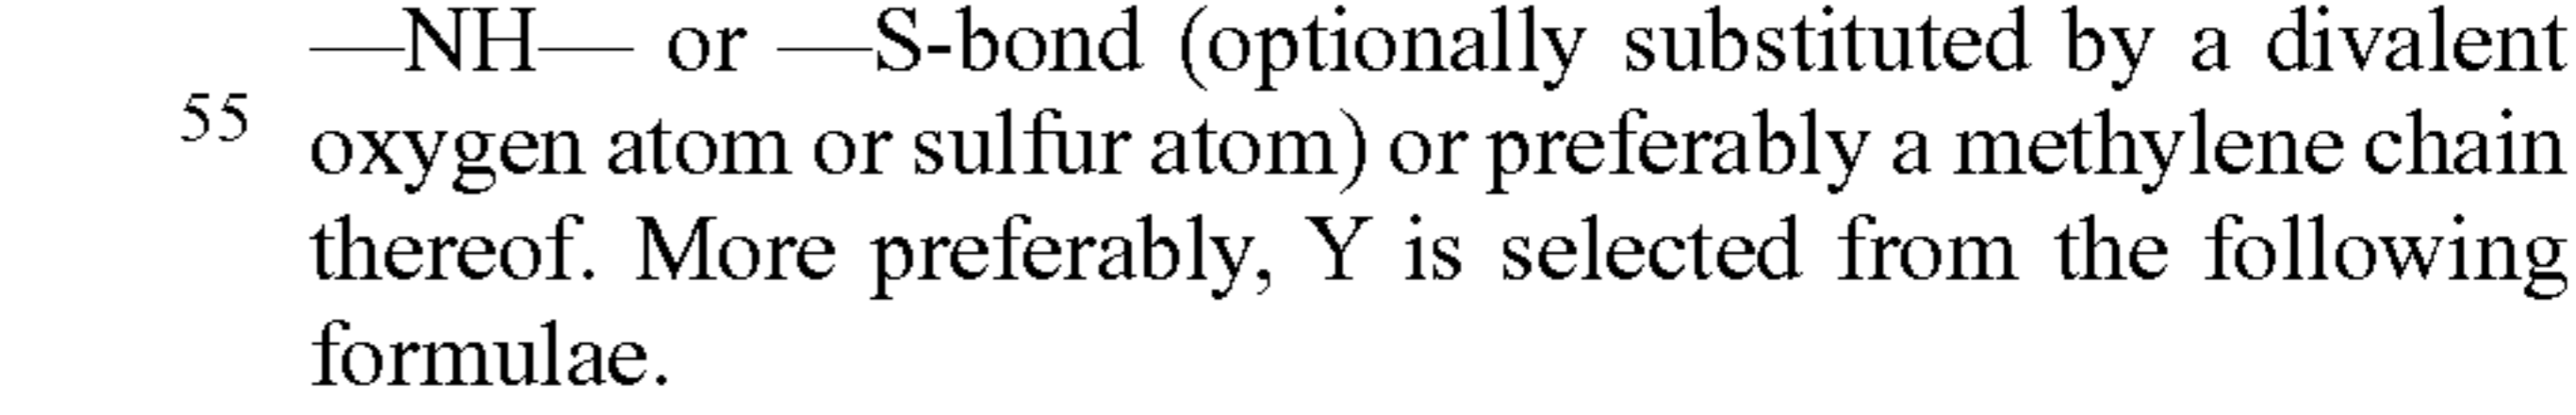 —NH— or —S-bond (optionally substituted by a divalent
55
oxygen atom or sulfur atom) or preferably a methylene chain
thereof. More preferably, Y is selected from the following
formulae.